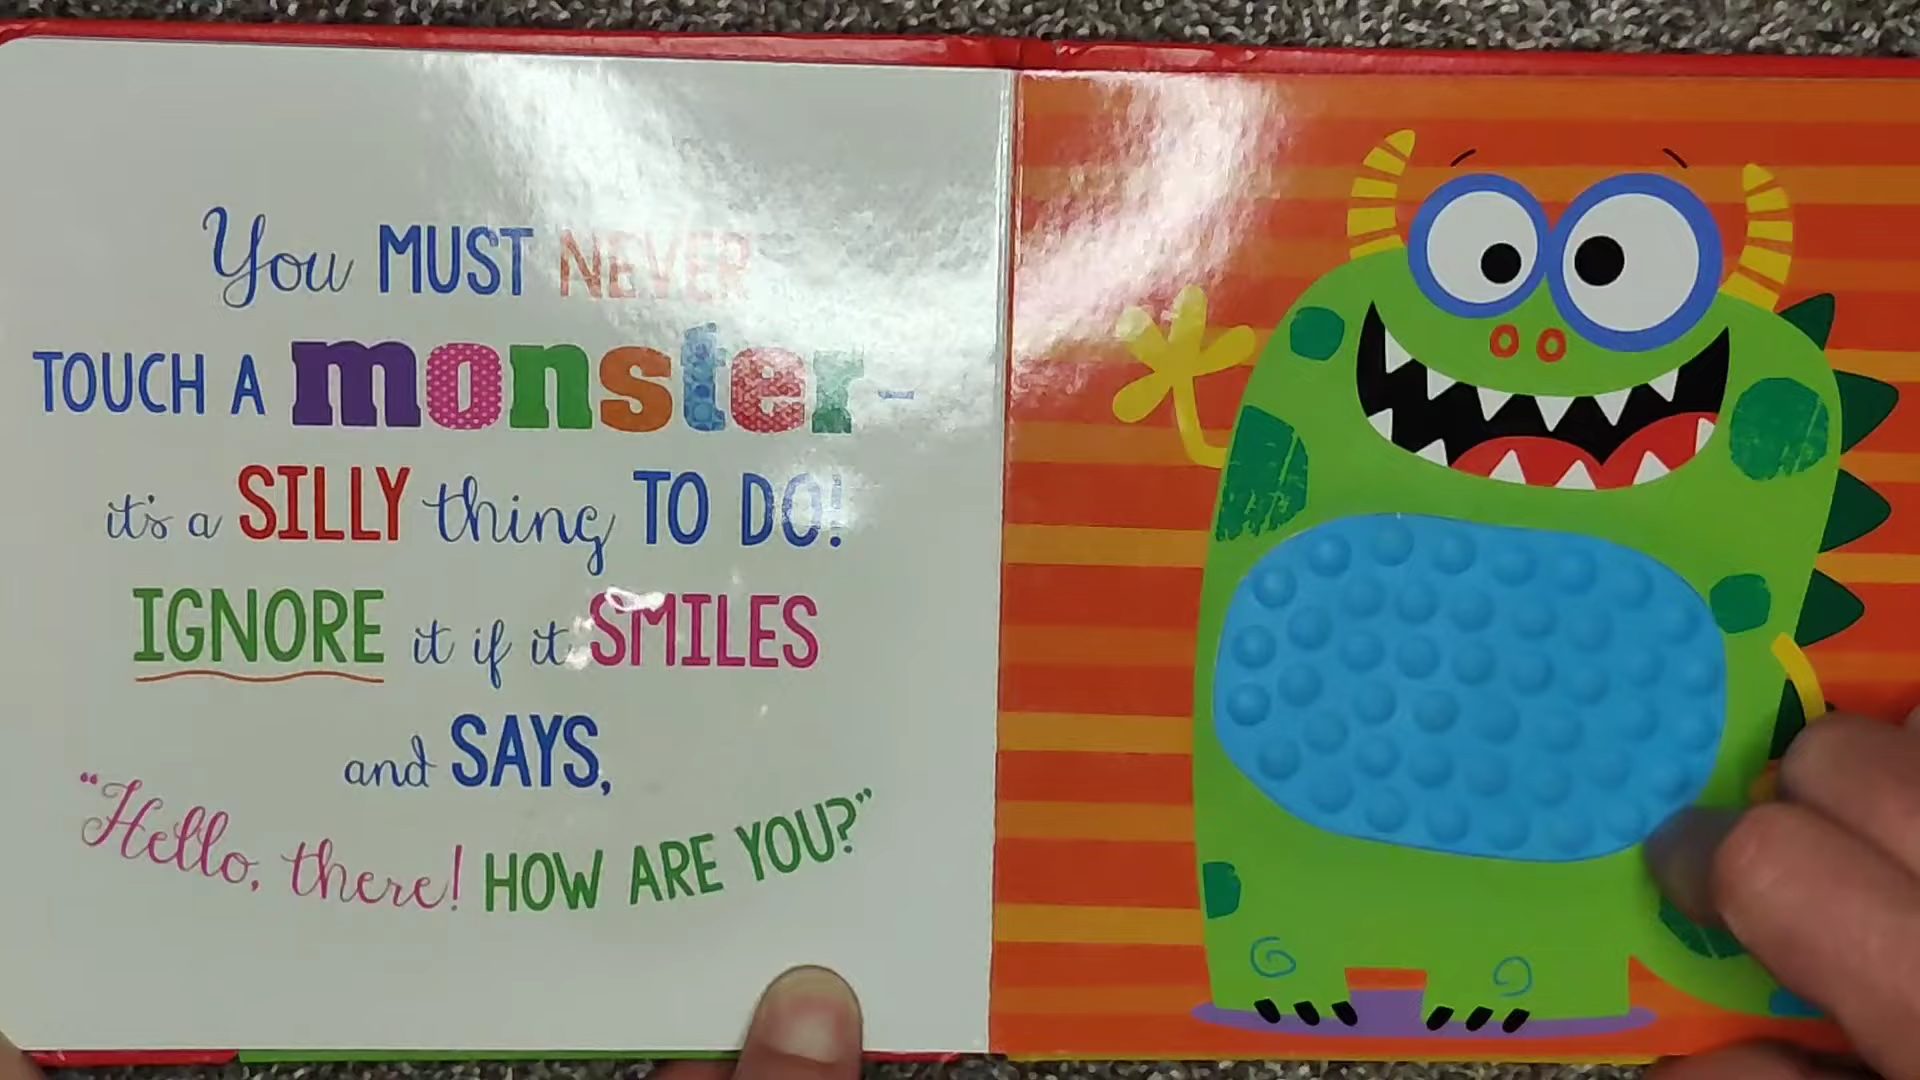 You MUST NEVER
TOUCH A monster-
it's a SILLY thing TO DO!
IGNORE it if it SMILES
and SAYS,
"Hello, there! HOW ARE YOU?"